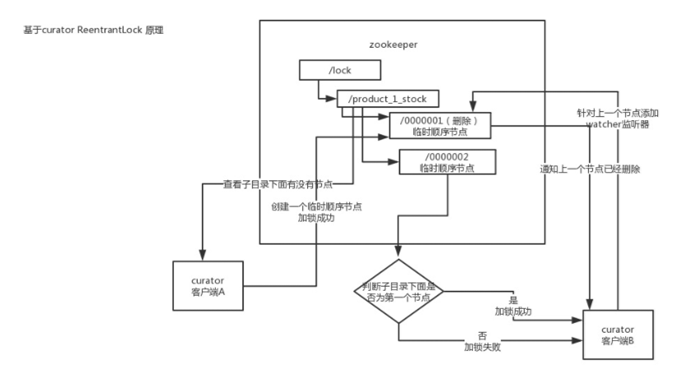 基于curator ReentrantLock 原理
zookeeper
/lock
/product_1_stock
/0000001（删除）
临时顺序节点
针对上一个节点添加
watcher监听器
/0000002
临时顺序节点
通知上一个节点已经删除
查看子目录下面有没有节点
创建一个临时顺序节点
加锁成功
curator
客户端A
判断子目录下面是
否为第一个节点
是
加锁成功
否
加锁失败
curator
客户端B